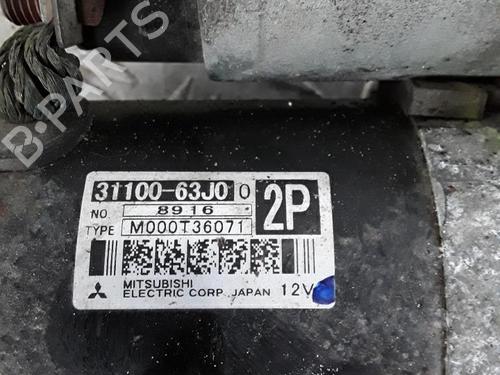 B-PARTS
31100-63J0 0
2P
NO. 8916
TYPE M000T36071
MITSUBISHI
ELECTRIC CORP. JAPAN 12V